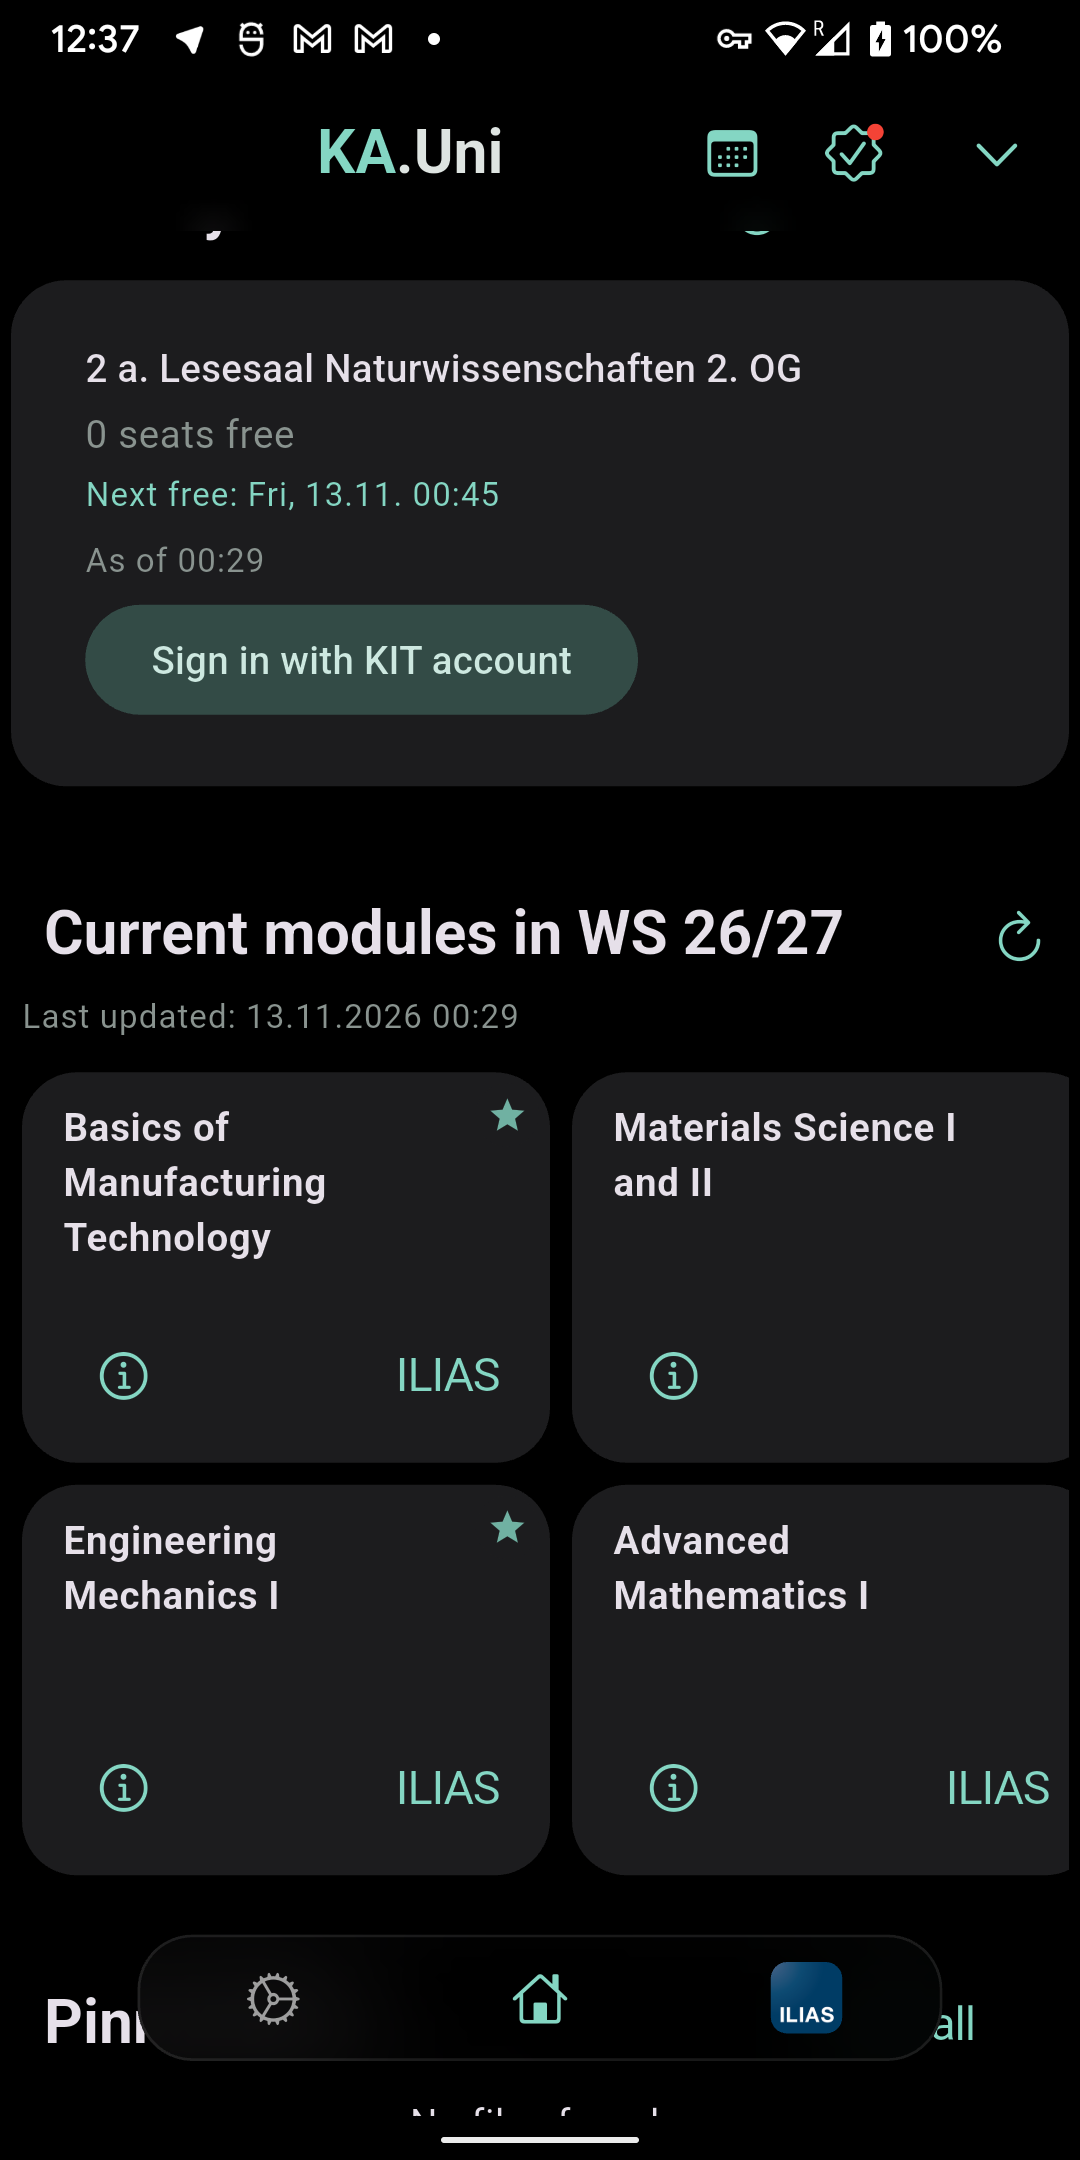 12:37
R
100%
KA.Uni
2 a. Lesesaal Naturwissenschaften 2. OG
0 seats free
Next free: Fri, 13.11. 00:45
As of 00:29
Sign in with KIT account
Current modules in WS 26/27
Last updated: 13.11.2026 00:29
Basics of
Manufacturing
Technology
ILIAS
Materials Science I
and II
Engineering
Mechanics I
ILIAS
Advanced
Mathematics I
ILIAS
ILIAS
all